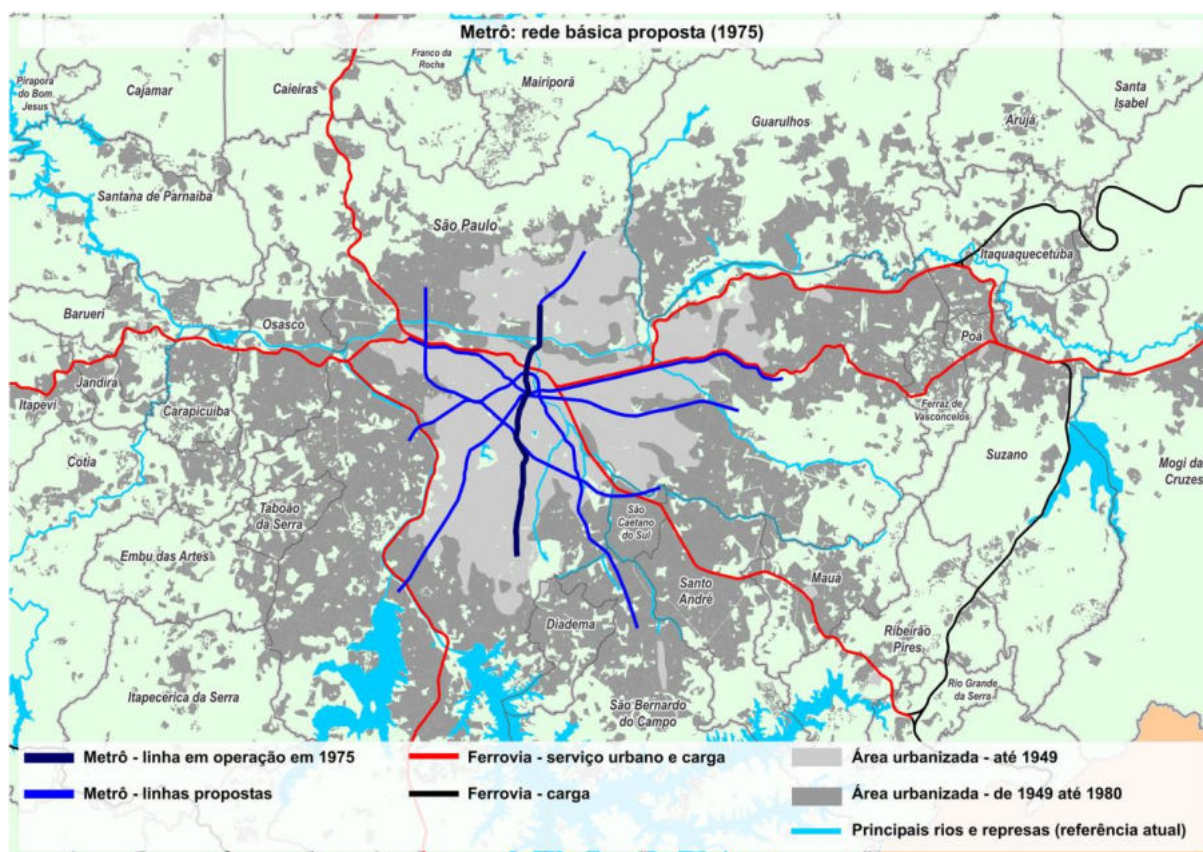 Metrô: rede básica proposta (1975)
Franco da
Rocha
Pirapora
do Bom
Jesus
Cajamar
Caieiras
Mairiporã
Santa
Isabel
Guarulhos
Arujá
Santana de Parnaiba
São Paulo
Itaquaquecetuba
Barueri
Osasco
Poá
Jandira
Itapevi
Carapicuiba
Ferraz de
Vasconcelos
Cotia
Suzano
Mogi da
Cruzes
Taboão
da Serra
São
Caetano
do Sul
Embu das Artes
Santo
André
Mauá
Diadema
Ribeirão
Pires
Rio Grande
da Serra
Itapecerica da Serra
São Bernardo
do Campo
Metrô - linha em operação em 1975
Metrô - linhas propostas
Ferrovia - serviço urbano e carga
Ferrovia - carga
Área urbanizada - até 1949
Área urbanizada - de 1949 até 1980
Principais rios e represas (referência atual)